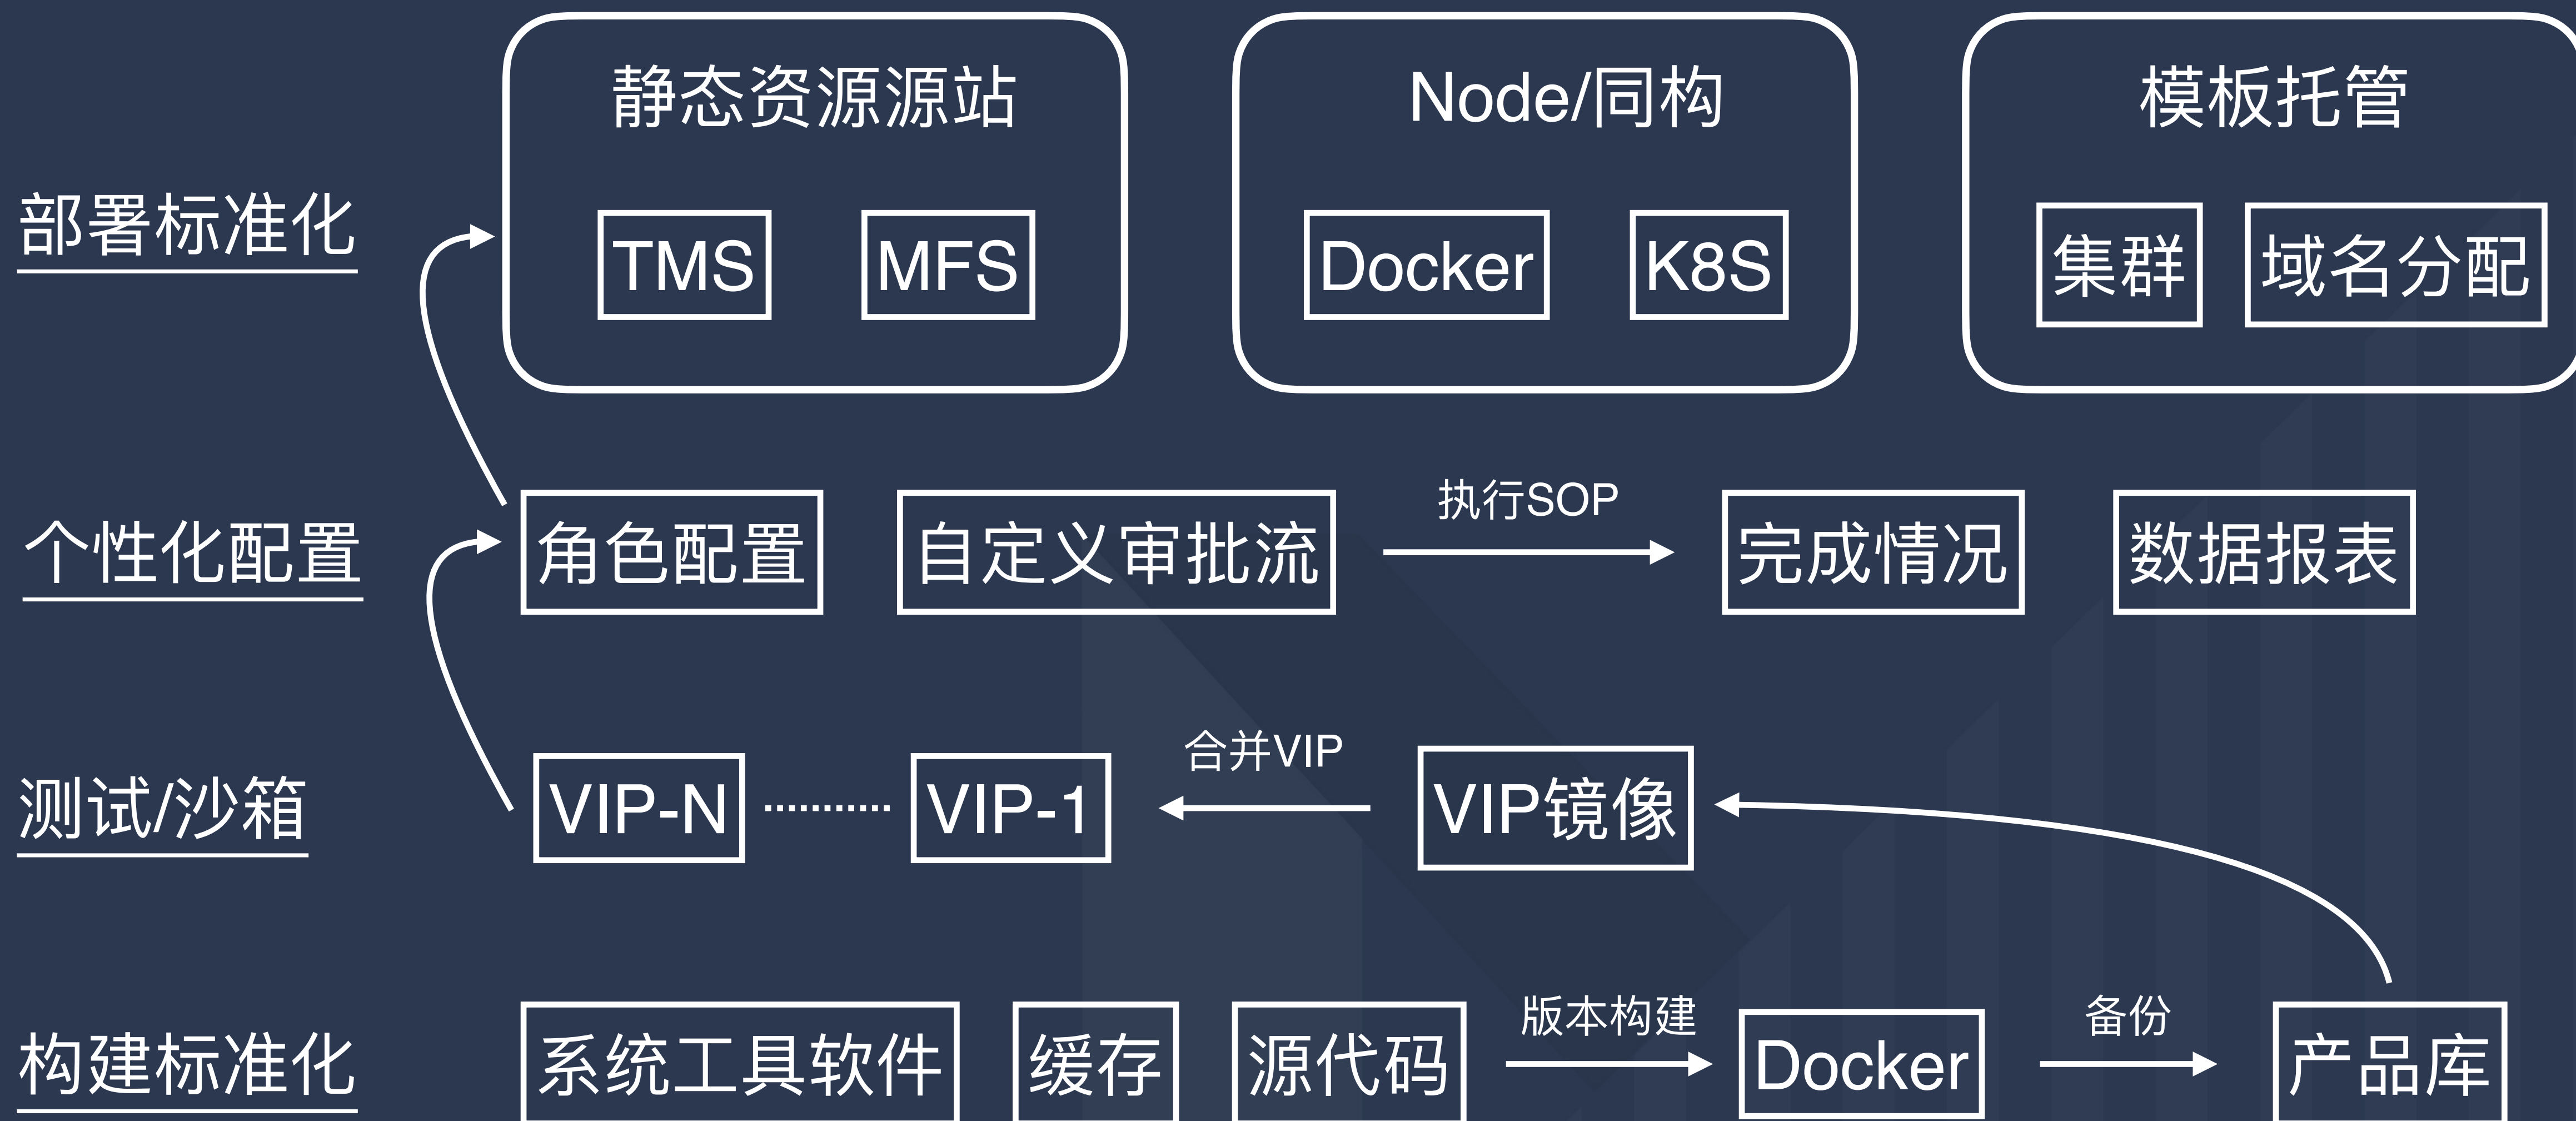 静态资源源站
Node/同构
模板托管
部署标准化
TMS
MFS
Docker
K8S
集群
域名分配
个性化配置
角色配置
自定义审批流
执行SOP
完成情况
数据报表
测试/沙箱
VIP-N
VIP-1
合并VIP
VIP镜像
构建标准化
系统工具软件
缓存
源代码
版本构建
Docker
备份
产品库